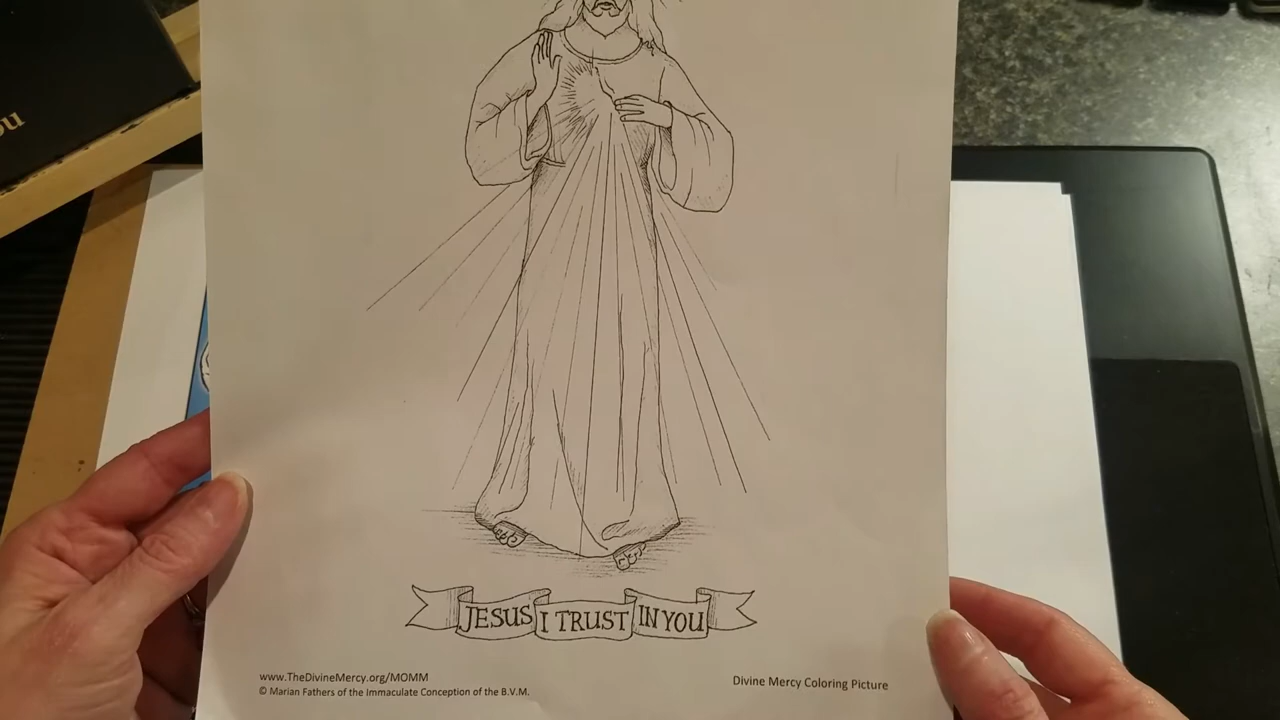 ou
JESUS I TRUST IN YOU
www.TheDivineMercy.org/MOMM
© Marian Fathers of the Immaculate Conception of the B.V.M.
Divine Mercy Coloring Picture